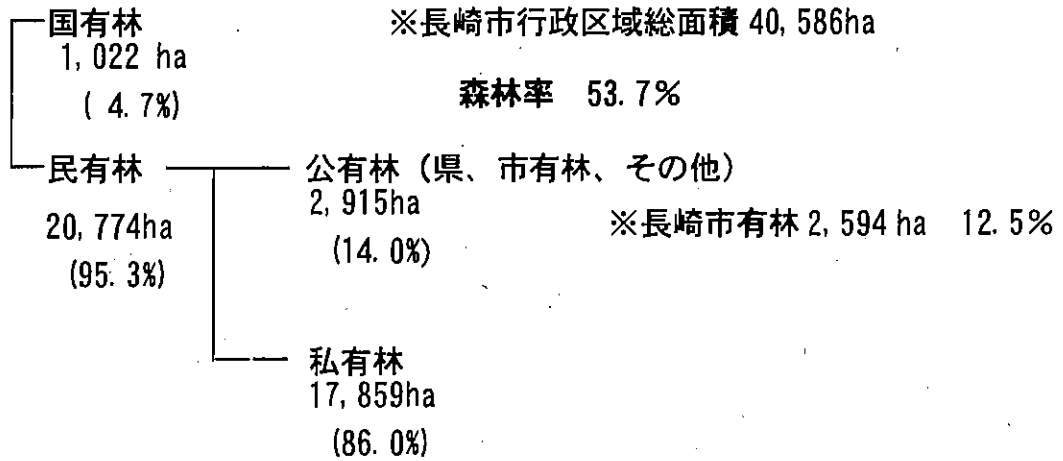 国有林
※長崎市行政区域総面積 40,586ha
1,022 ha
(4.7%)
森林率 53.7%
民有林
公有林(県、市有林、その他)
20,774ha
2,915ha
※長崎市有林 2,594 ha 12.5%
(95.3%)
(14.0%)
私有林
17,859ha
(86.0%)